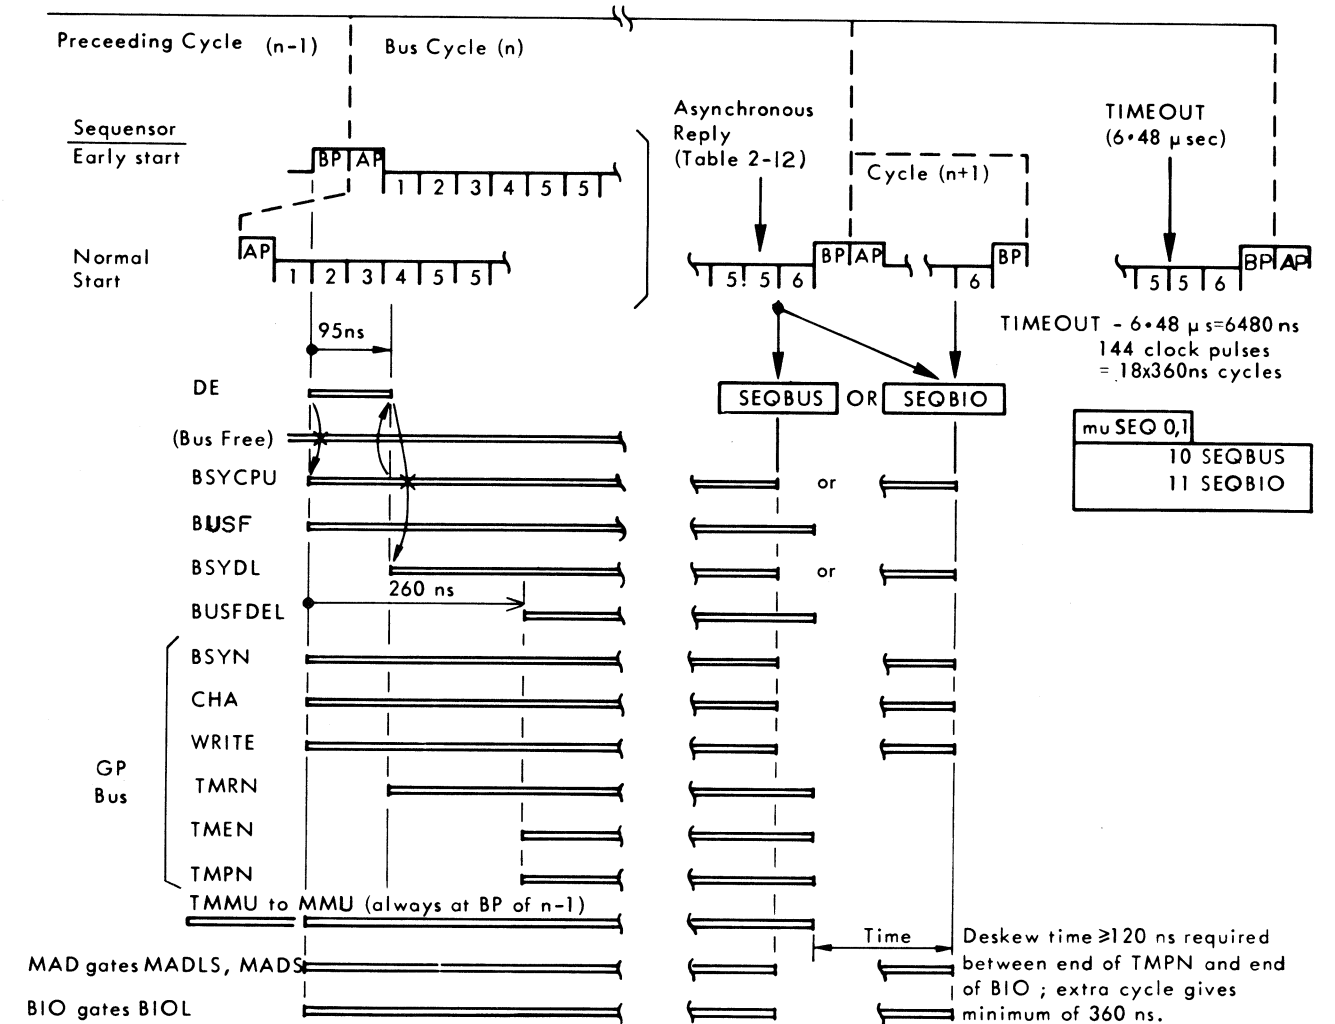 Preceeding Cycle (n-1)
Bus Cycle (n)
Sequensor
Early start
BP AP
1 2 3 4 5 5
Normal
Start
AP
1 2 3 4 5 5
Asynchronous
Reply
(Table 2-12)
5 5 6
BP AP
Cycle (n+1)
6
BP
TIMEOUT
(6·48 µsec)
5 5 6
BP AP
TIMEOUT - 6·48 µs=6480 ns
144 clock pulses
= 18x360ns cycles
95ns
DE
SEQBUS OR SEQBIO
(Bus Free)
mu SEQ 0,1
10 SEQBUS
11 SEQBIO
BSYCPU
or
BUSF
BSYDL
or
260 ns
BUSFDEL
GP
Bus
BSYN
CHA
WRITE
TMRN
TMEN
TMPN
TMMU to MMU (always at BP of n-1)
Time
Deskew time ≥120 ns required
between end of TMPN and end
of BIO ; extra cycle gives
minimum of 360 ns.
MAD gates MADLS, MADS
BIO gates BIOL